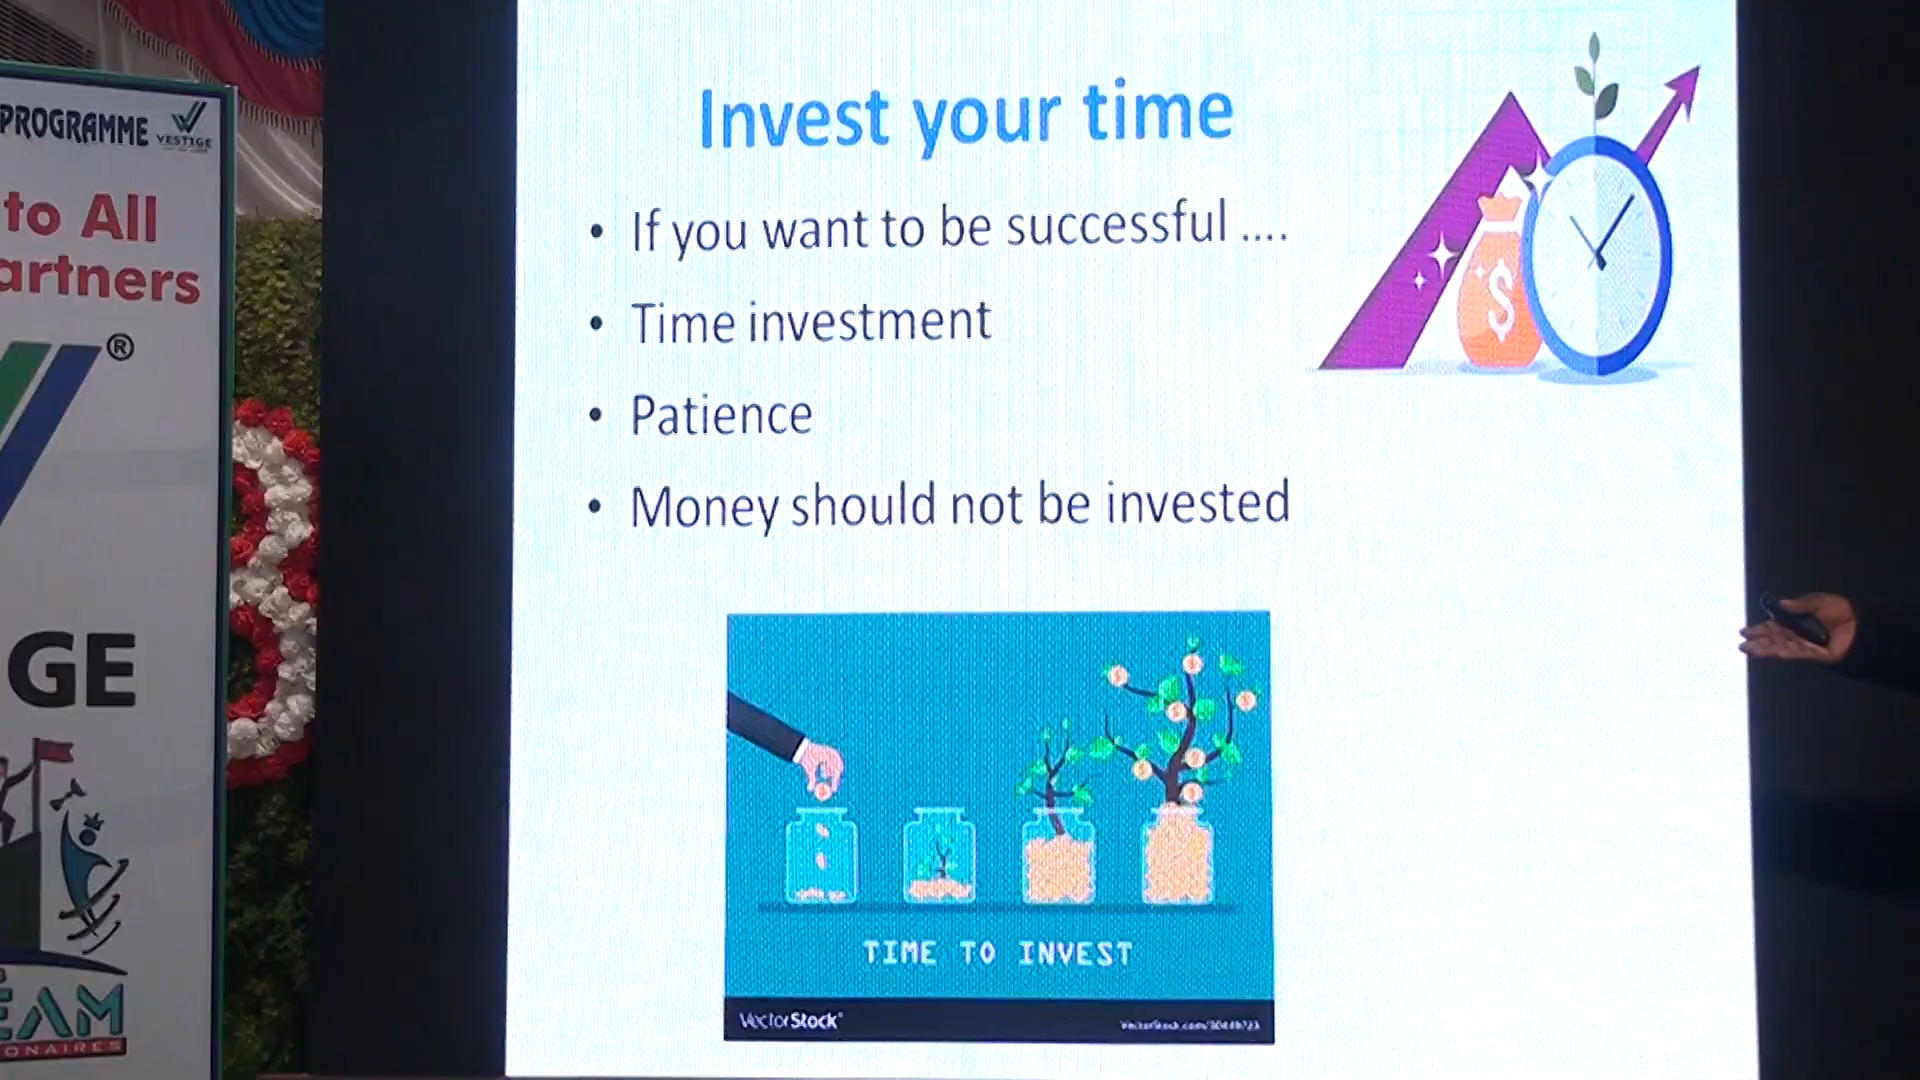 PROGRAMME
VESTIGE
to All
artners
®
GE
EAM
ONAIRES
Invest your time
• If you want to be successful ....
• Time investment
• Patience
• Money should not be invested
$
TIME TO INVEST
VectorStock®